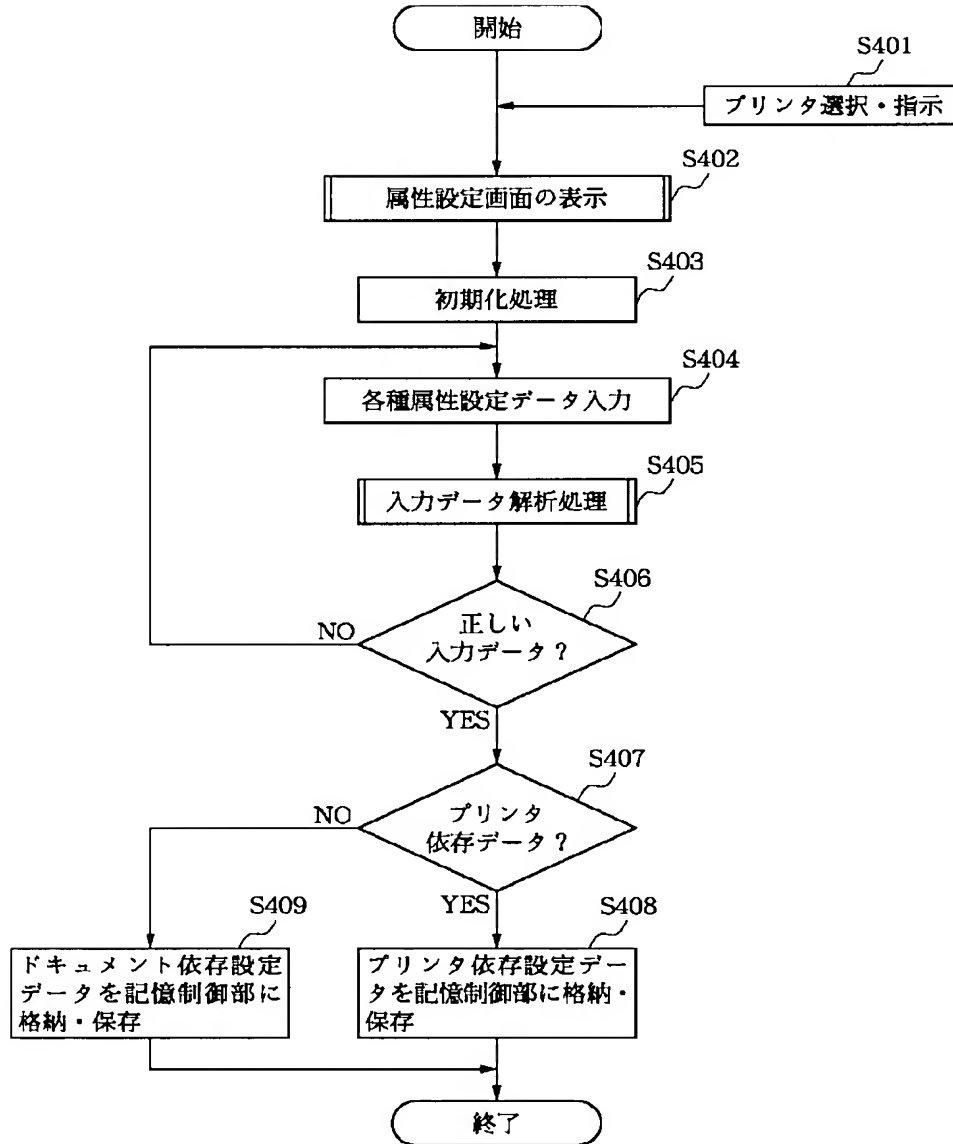 開始
S401
プリンタ選択・指示
S402
属性設定画面の表示
S403
初期化処理
S404
各種属性設定データ入力
S405
入力データ解析処理
S406
正しい
入力データ?
NO
YES
S407
プリンタ
依存データ?
NO
YES
S409
ドキュメント依存設定
データを記憶制御部に
格納・保存
S408
プリンタ依存設定デー
タを記憶制御部に格納・
保存
終了